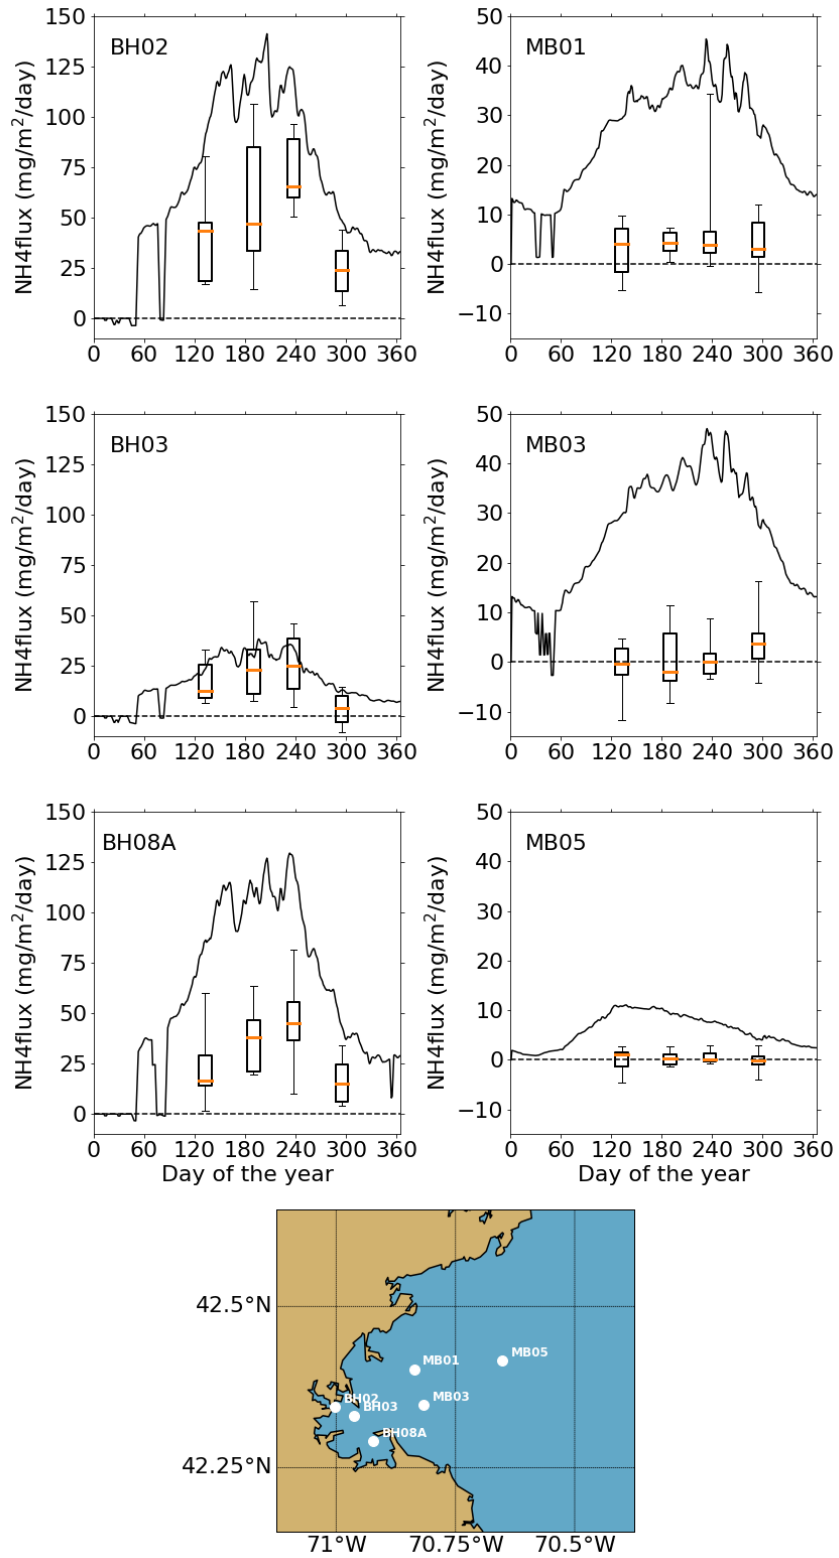 BH02
NH4flux (mg/m²/day)
150
125
100
75
50
25
0
0 60 120 180 240 300 360
MB01
NH4flux (mg/m²/day)
50
40
30
20
10
0
−10
0 60 120 180 240 300 360
BH03
NH4flux (mg/m²/day)
150
125
100
75
50
25
0
0 60 120 180 240 300 360
MB03
NH4flux (mg/m²/day)
50
40
30
20
10
0
−10
0 60 120 180 240 300 360
BH08A
NH4flux (mg/m²/day)
150
125
100
75
50
25
0
0 60 120 180 240 300 360
Day of the year
MB05
NH4flux (mg/m²/day)
50
40
30
20
10
0
−10
0 60 120 180 240 300 360
Day of the year
42.5°N
42.25°N
MB05
MB01
BH02
MB03
BH03
BH08A
71°W 70.75°W 70.5°W